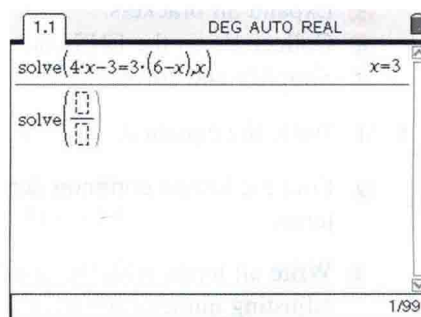 1.1 DEG AUTO REAL
solve(4·x−3=3·(6−x),x) x=3
solve(▯/▯)
1/99